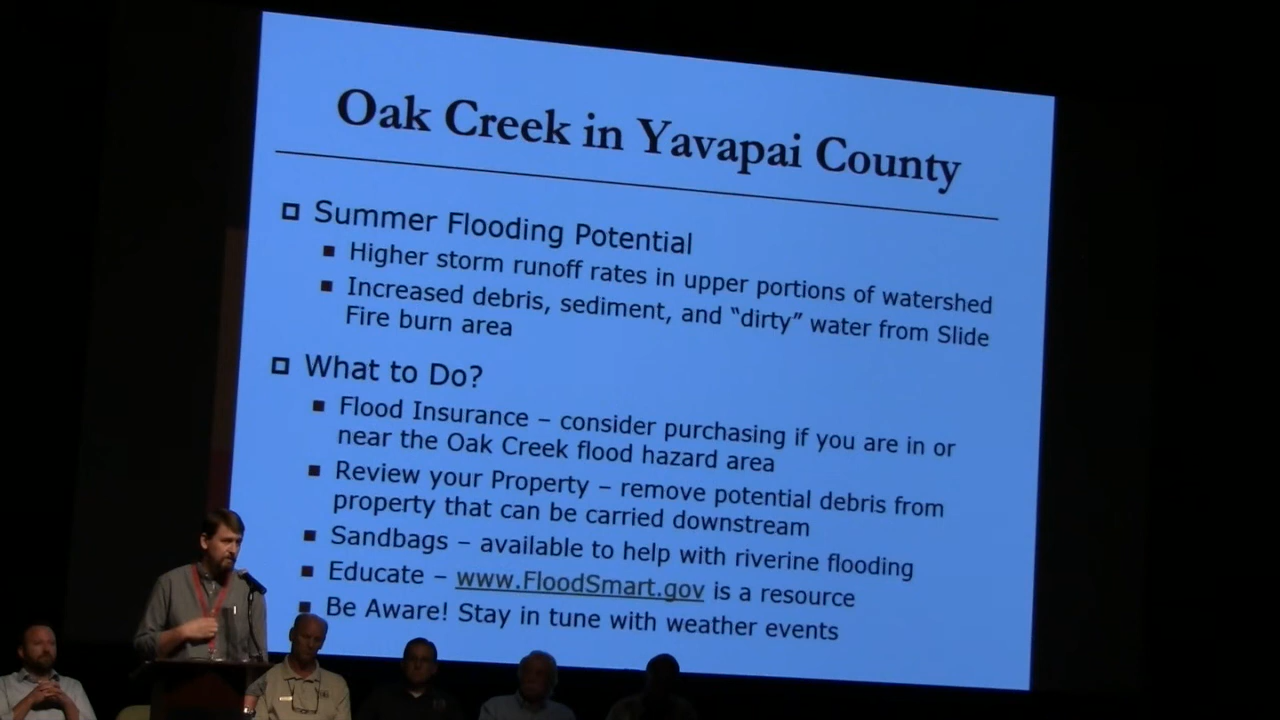 Oak Creek in Yavapai County
Summer Flooding Potential
Higher storm runoff rates in upper portions of watershed
Increased debris, sediment, and “dirty” water from Slide
Fire burn area
What to Do?
Flood Insurance – consider purchasing if you are in or
near the Oak Creek flood hazard area
Review your Property – remove potential debris from
property that can be carried downstream
Sandbags – available to help with riverine flooding
Educate – www.FloodSmart.gov is a resource
Be Aware! Stay in tune with weather events